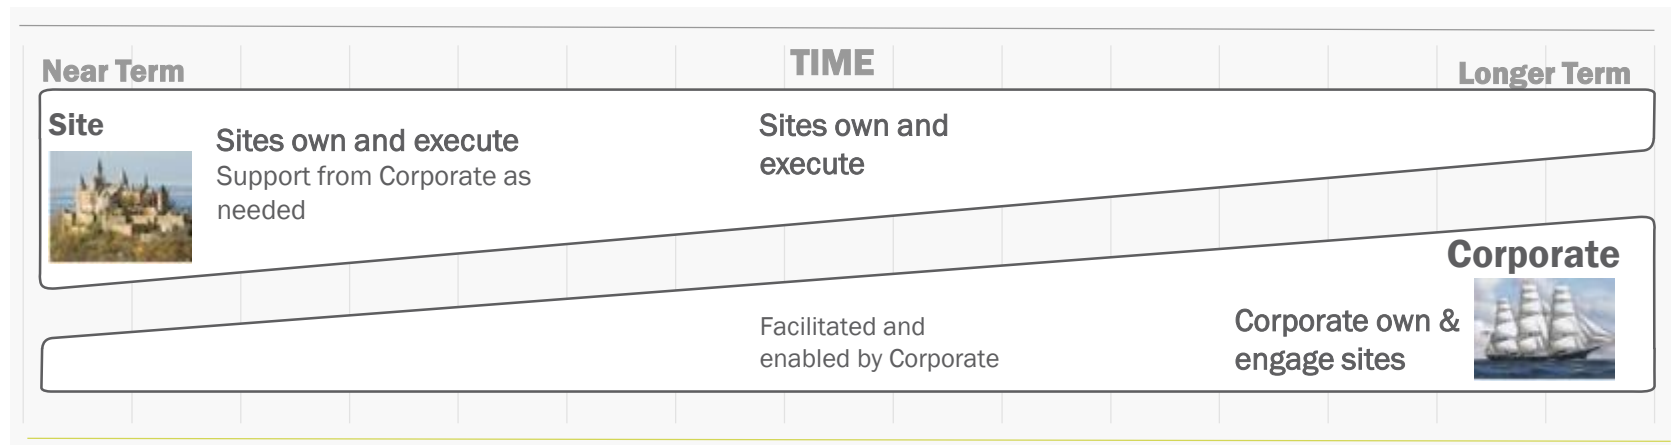 TIME
Near Term
Longer Term
Site
Sites own and execute
Support from Corporate as
needed
Sites own and
execute
Corporate
Facilitated and
enabled by Corporate
Corporate own &
engage sites